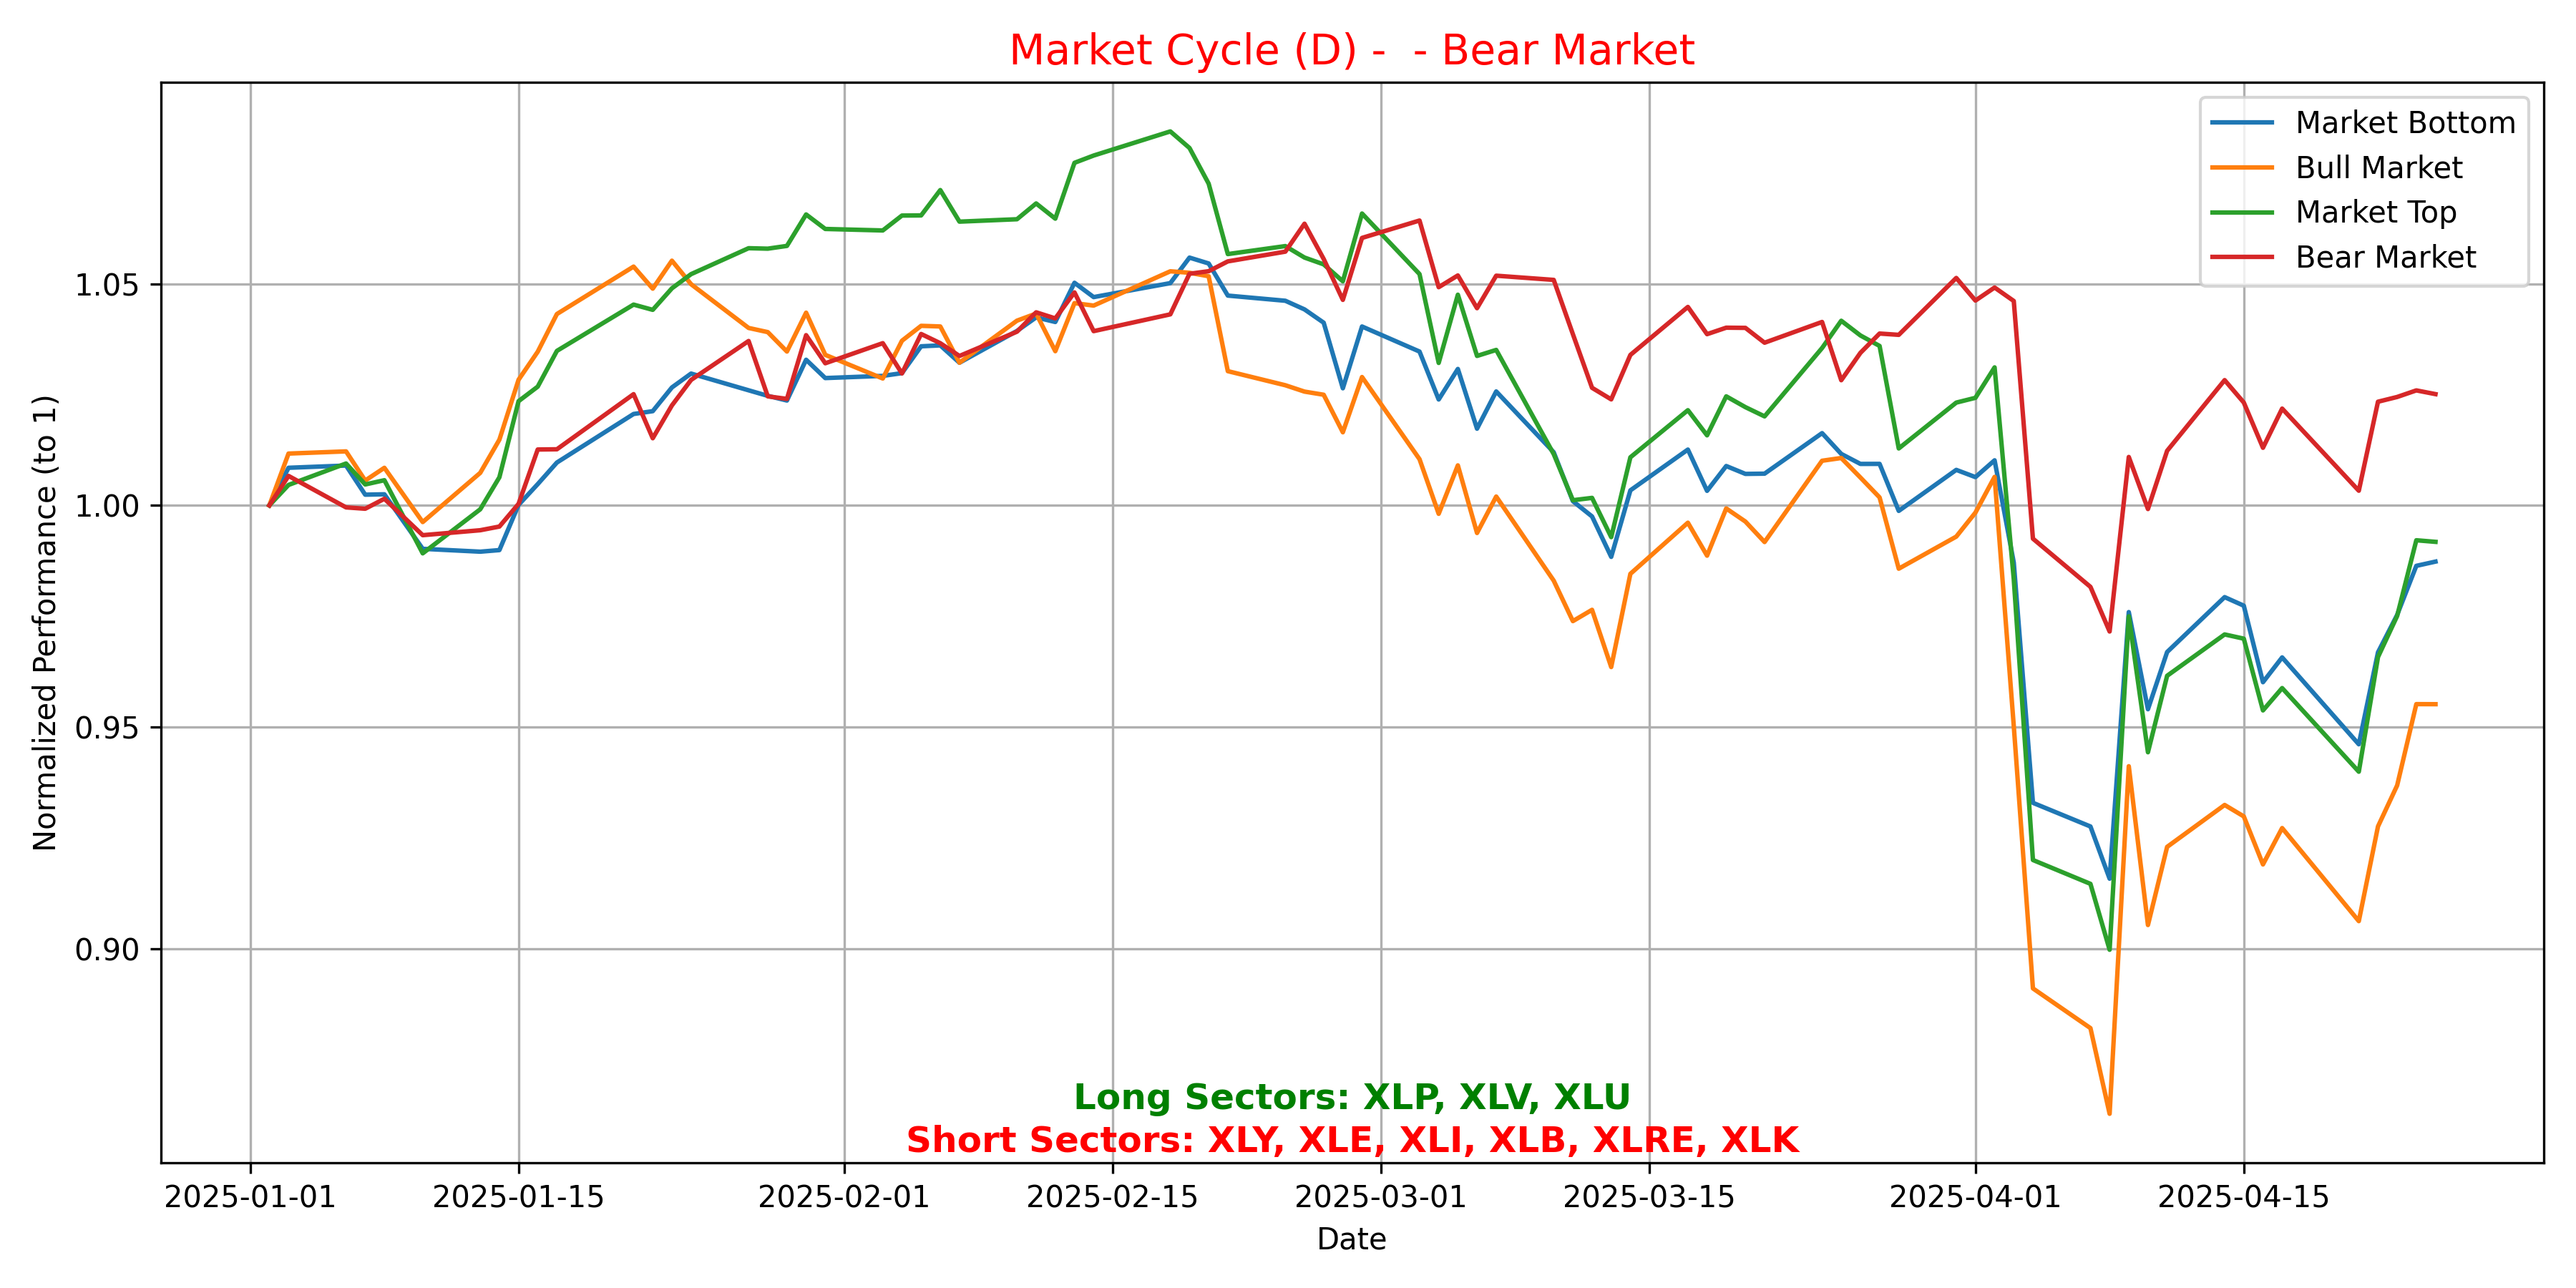 Market Cycle (D) -  - Bear Market
Market Bottom
Bull Market
Market Top
Bear Market
Normalized Performance (to 1)
1.05
1.00
0.95
0.90
Long Sectors: XLP, XLV, XLU
Short Sectors: XLY, XLE, XLI, XLB, XLRE, XLK
2025-01-01 2025-01-15 2025-02-01 2025-02-15 2025-03-01 2025-03-15 2025-04-01 2025-04-15
Date